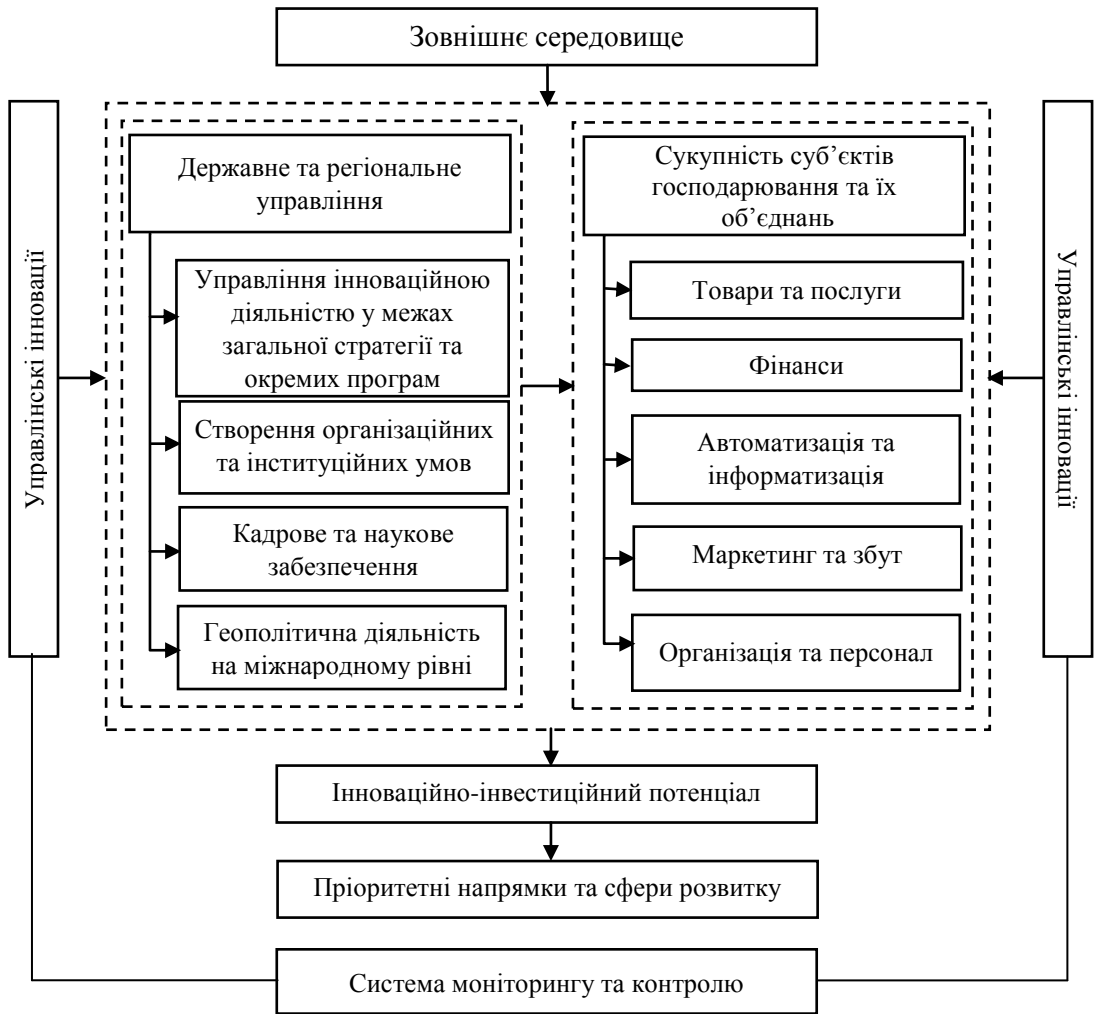 Зовнішнє середовище
Управлінські інновації
Державне та регіональне
управління
Управління інноваційною
діяльністю у межах
загальної стратегії та
окремих програм
Створення організаційних
та інституційних умов
Кадрове та наукове
забезпечення
Геополітична діяльність
на міжнародному рівні
Сукупність суб’єктів
господарювання та їх
об’єднань
Товари та послуги
Фінанси
Автоматизація та
інформатизація
Маркетинг та збут
Організація та персонал
Управлінські інновації
Інноваційно-інвестиційний потенціал
Пріоритетні напрямки та сфери розвитку
Система моніторингу та контролю